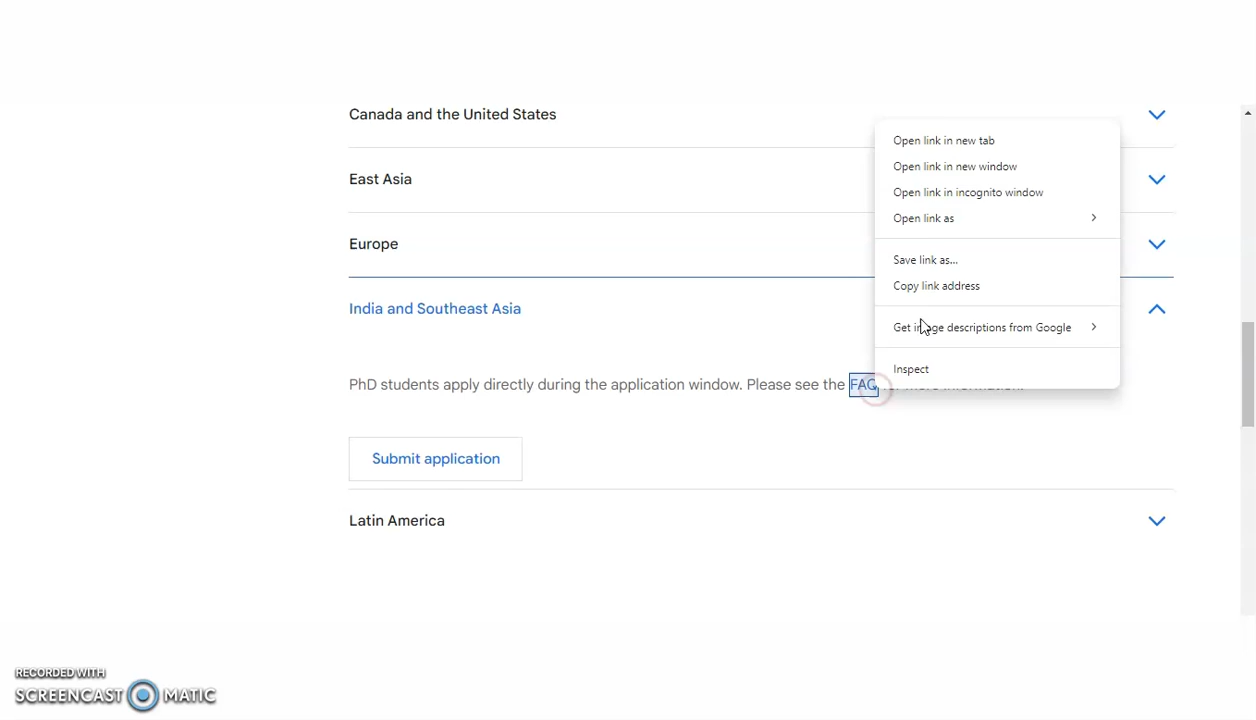 Canada and the United States
Open link in new tab
Open link in new window
East Asia
Open link in incognito window
Open link as
Europe
Save link as...
Copy link address
India and Southeast Asia
Get image descriptions from Google
Inspect
PhD students apply directly during the application window. Please see the FAQ
Submit application
Latin America
RECORDED WITH
SCREENCAST MATIC